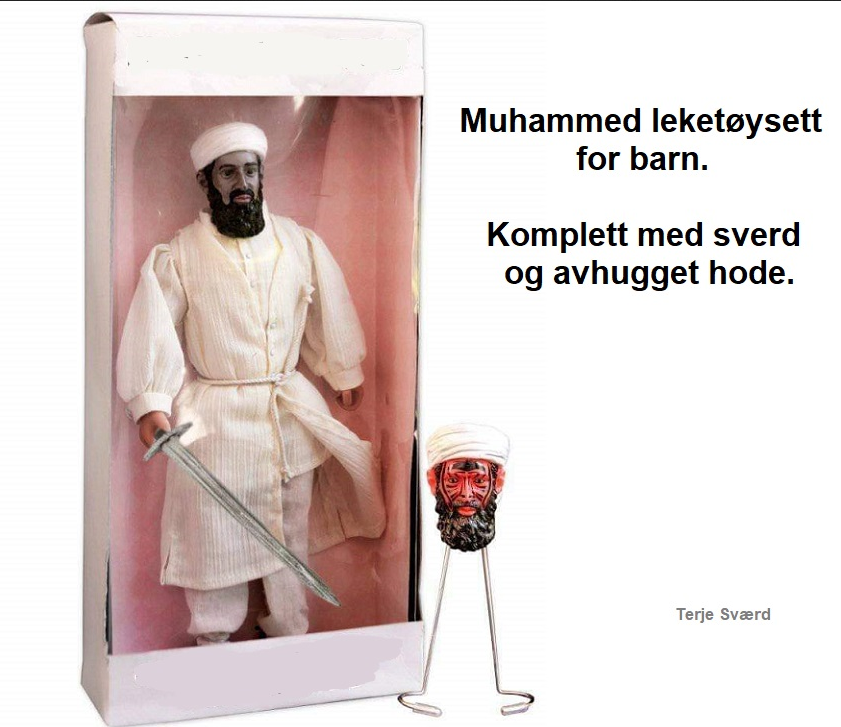 Muhammed leketøysett
for barn.
Komplett med sverd
og avhugget hode.
Terje Sværd